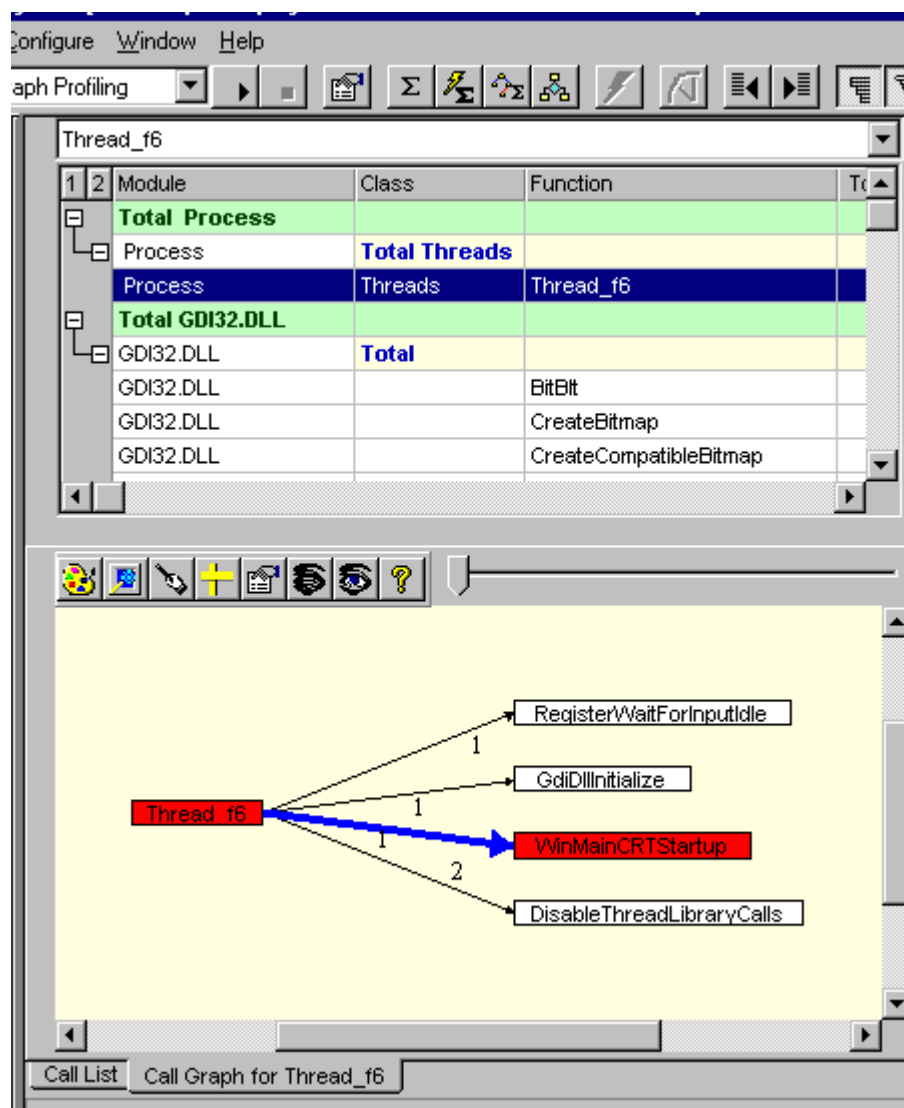 Configure Window Help
aph Profiling
Thread_f6
1 2 Module Class Function
Total Process
Process Total Threads
Process Threads Thread_f6
Total GDI32.DLL
GDI32.DLL Total
GDI32.DLL BitBlt
GDI32.DLL CreateBitmap
GDI32.DLL CreateCompatibleBitmap
RegisterWaitForInputIdle
1
GdiDllInitialize
1
Thread_f6
1
WinMainCRTStartup
2
DisableThreadLibraryCalls
Call List Call Graph for Thread_f6